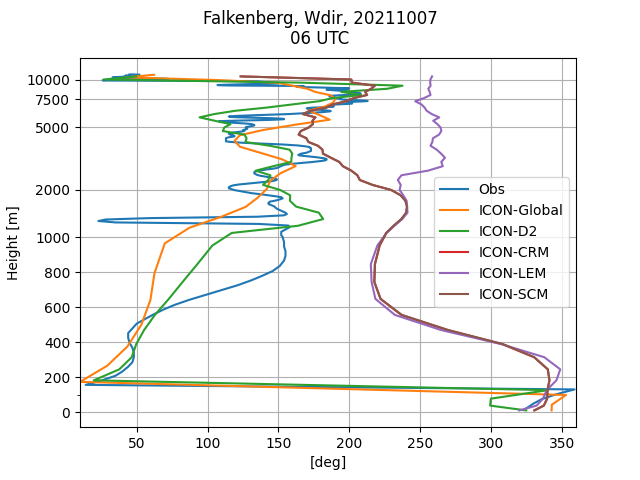 Falkenberg, Wdir, 20211007
06 UTC
10000
7500
5000
2000
1000
800
600
400
200
0
Height [m]
50
100
150
200
250
300
350
[deg]
Obs
ICON-Global
ICON-D2
ICON-CRM
ICON-LEM
ICON-SCM